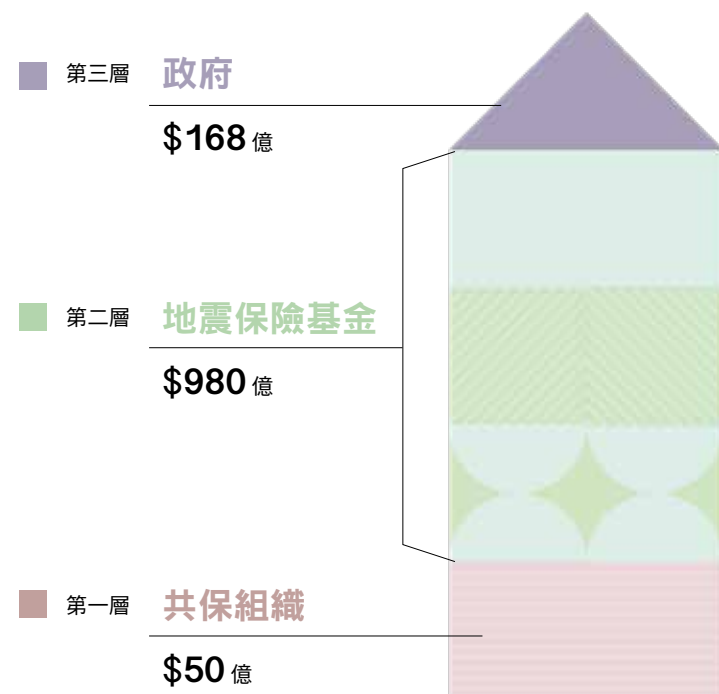 第三層 政府
$168 億
第二層 地震保險基金
$980 億
第一層 共保組織
$50 億